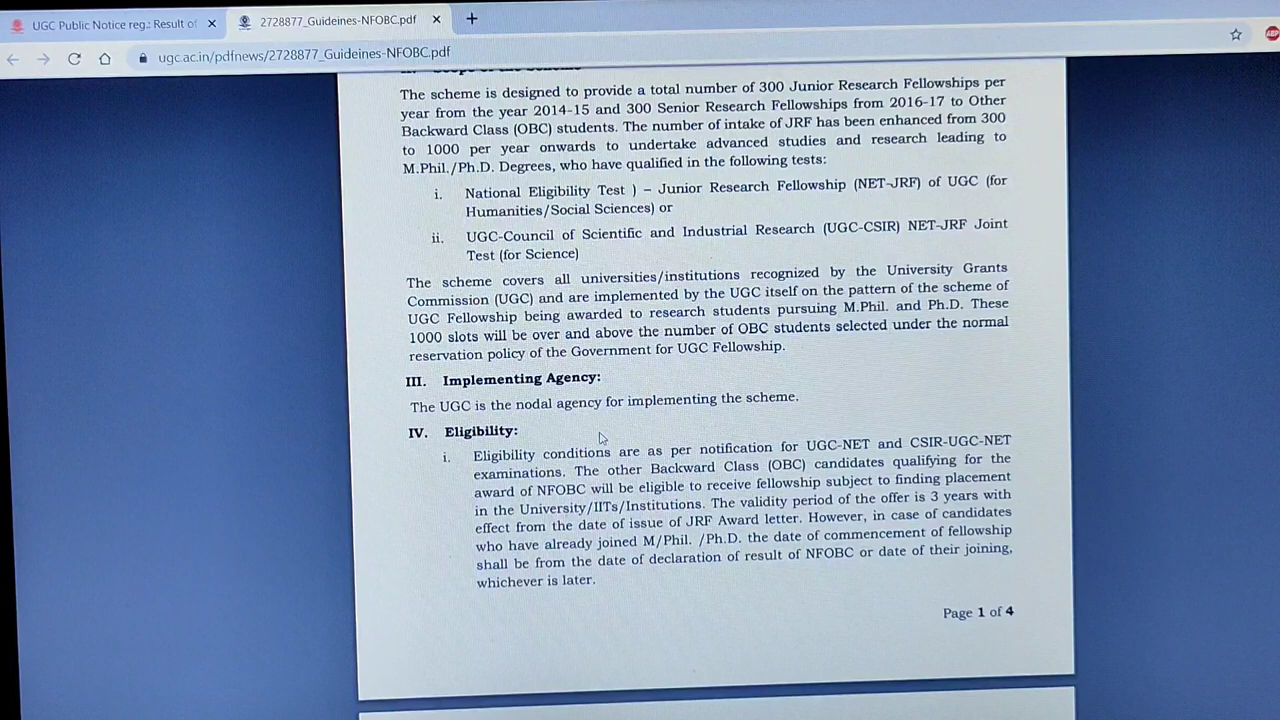 UGC Public Notice reg.: Result of
2728877_Guideines-NFOBC.pdf
ugc.ac.in/pdfnews/2728877_Guideines-NFOBC.pdf
ABP
The scheme is designed to provide a total number of 300 Junior Research Fellowships per
year from the year 2014-15 and 300 Senior Research Fellowships from 2016-17 to Other
Backward Class (OBC) students. The number of intake of JRF has been enhanced from 300
to 1000 per year onwards to undertake advanced studies and research leading to
M.Phil./Ph.D. Degrees, who have qualified in the following tests:
i. National Eligibility Test ) – Junior Research Fellowship (NET-JRF) of UGC (for
Humanities/Social Sciences) or
ii. UGC-Council of Scientific and Industrial Research (UGC-CSIR) NET-JRF Joint
Test (for Science)
The scheme covers all universities/institutions recognized by the University Grants
Commission (UGC) and are implemented by the UGC itself on the pattern of the scheme of
UGC Fellowship being awarded to research students pursuing M.Phil. and Ph.D. These
1000 slots will be over and above the number of OBC students selected under the normal
reservation policy of the Government for UGC Fellowship.
III. Implementing Agency:
The UGC is the nodal agency for implementing the scheme.
IV. Eligibility:
i. Eligibility conditions are as per notification for UGC-NET and CSIR-UGC-NET
examinations. The other Backward Class (OBC) candidates qualifying for the
award of NFOBC will be eligible to receive fellowship subject to finding placement
in the University/IITs/Institutions. The validity period of the offer is 3 years with
effect from the date of issue of JRF Award letter. However, in case of candidates
who have already joined M/Phil. /Ph.D. the date of commencement of fellowship
shall be from the date of declaration of result of NFOBC or date of their joining,
whichever is later.
Page 1 of 4